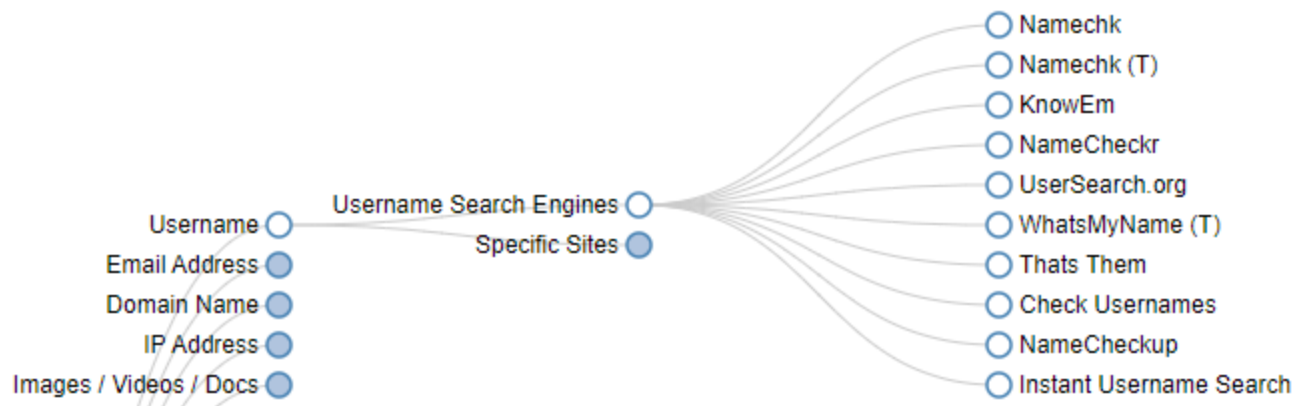 Username
Email Address
Domain Name
IP Address
Images / Videos / Docs
Username Search Engines
Specific Sites
Namechk
Namechk (T)
KnowEm
NameCheckr
UserSearch.org
WhatsMyName (T)
Thats Them
Check Usernames
NameCheckup
Instant Username Search